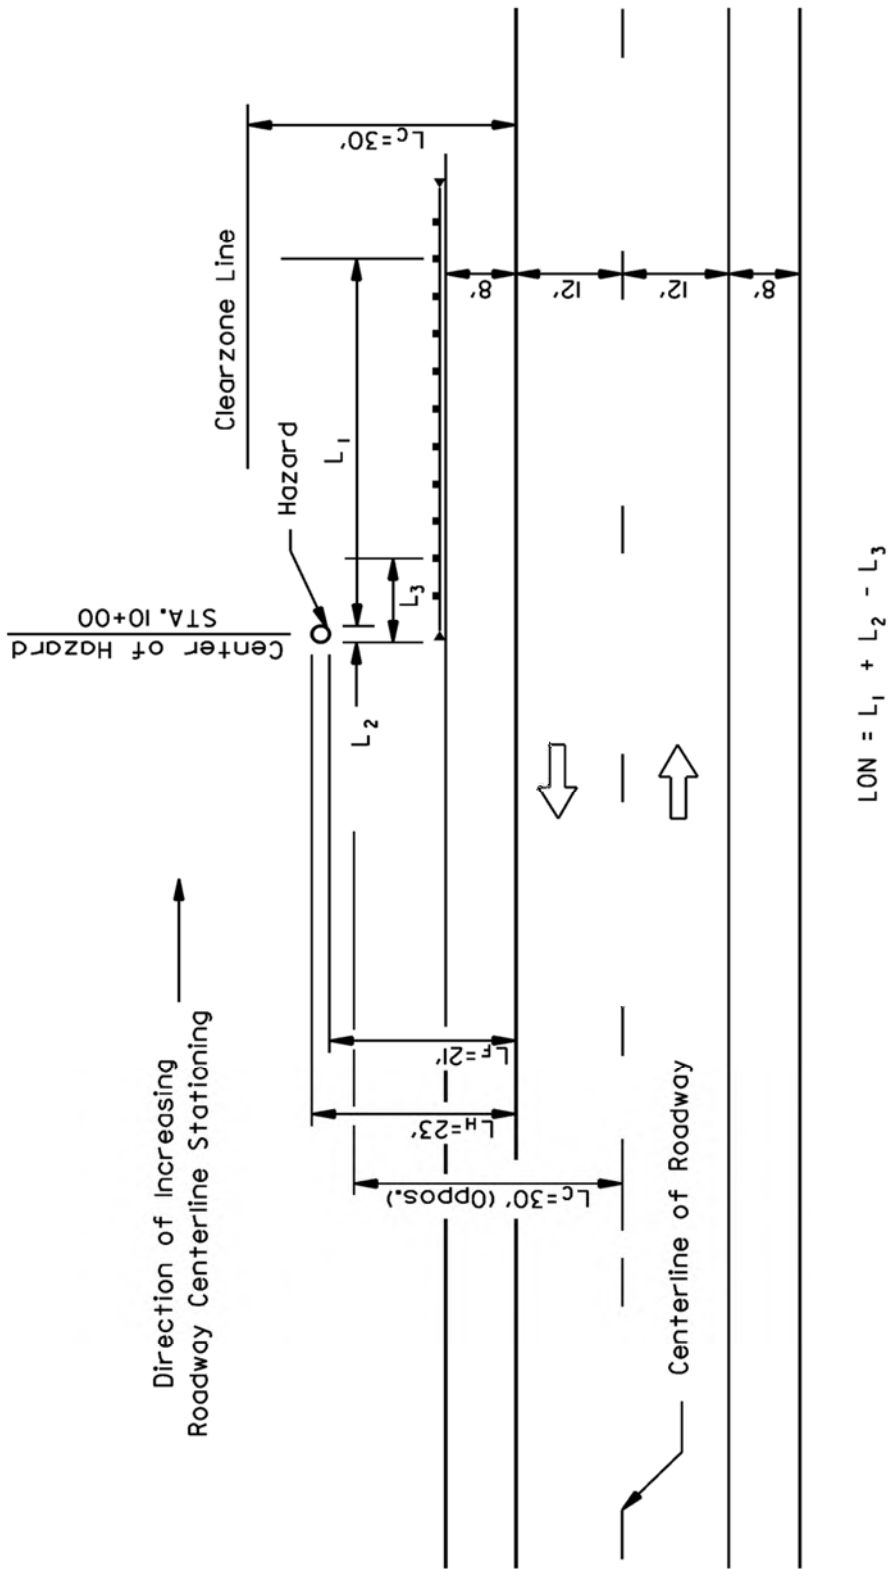 Center of Hazard
STA. 10+00
Direction of Increasing
Roadway Centerline Stationing
Clearzone Line
Hazard
L1
L2
L3
LC=30'
LF=21'
LH=23'
LC=30' (Oppos.)
8'
12'
12'
8'
Centerline of Roadway
LON = L1 + L2 - L3